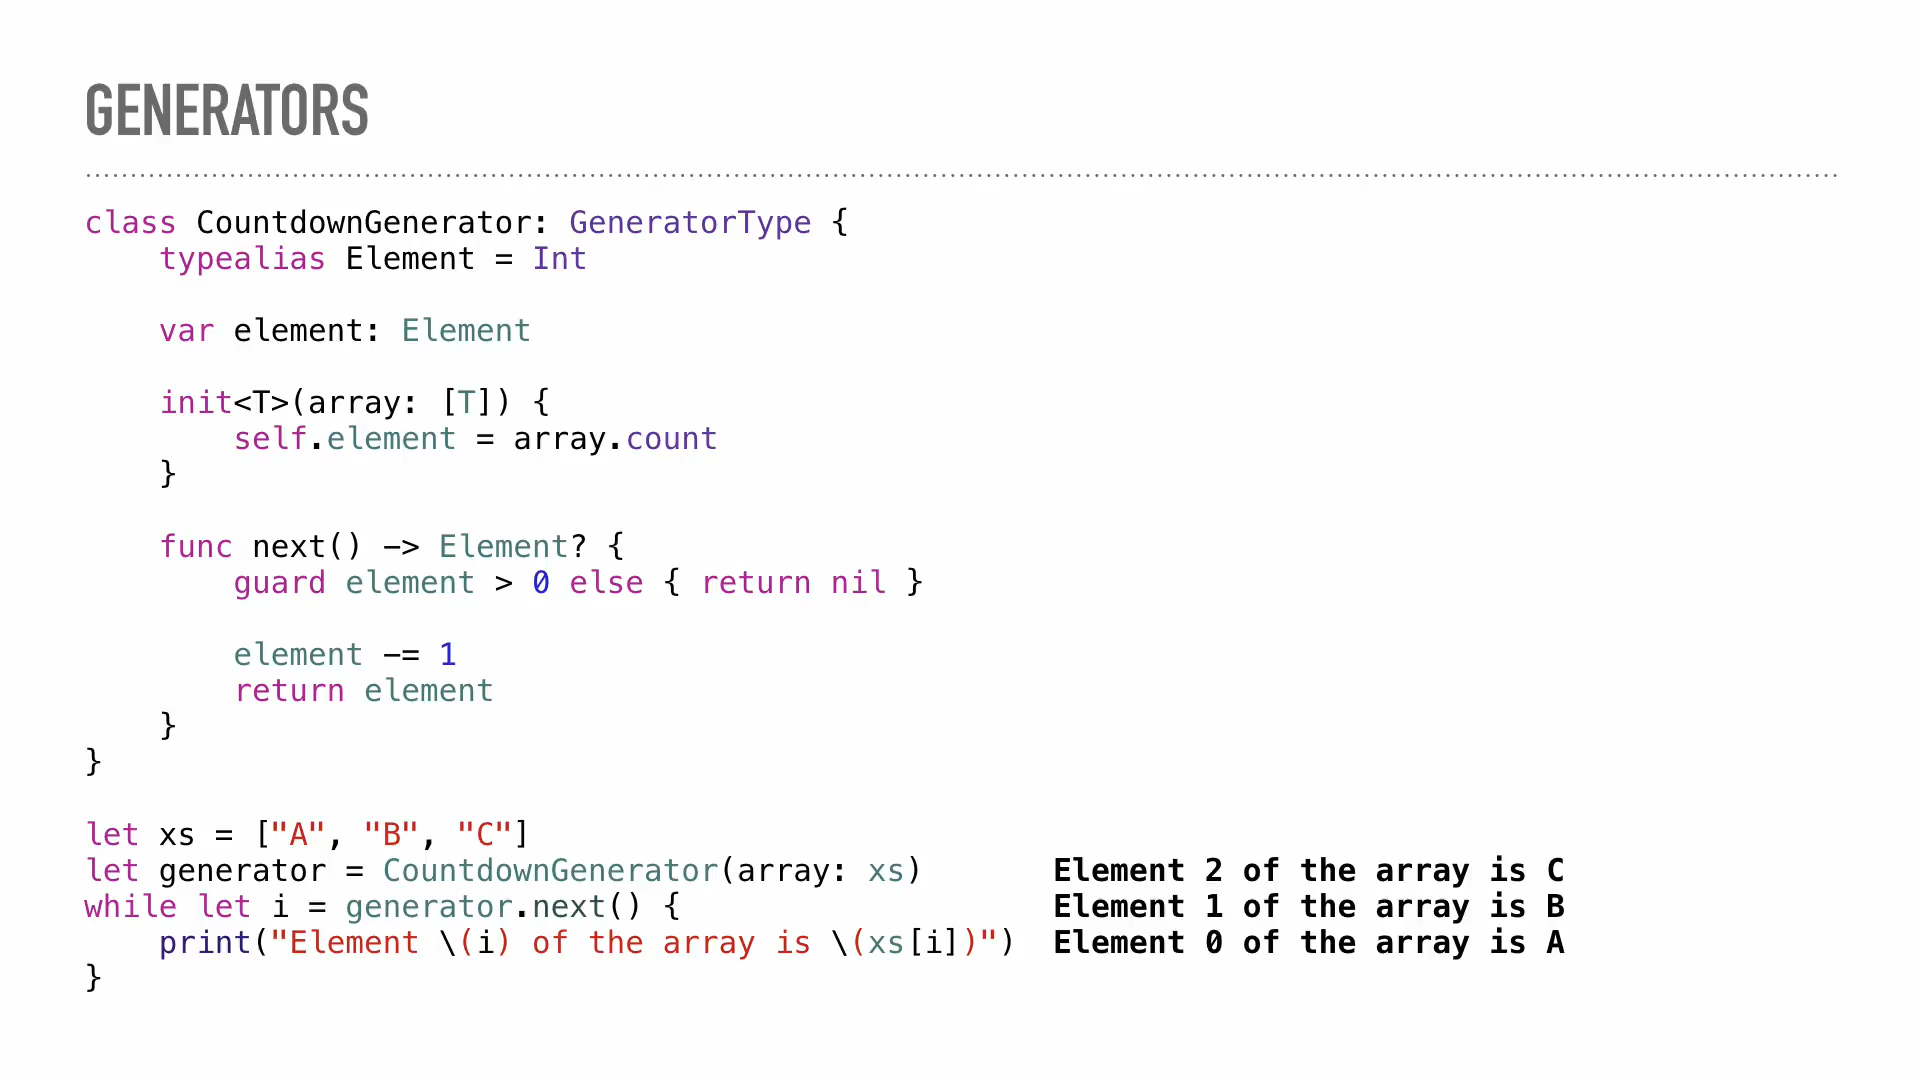 GENERATORS
class CountdownGenerator: GeneratorType {
    typealias Element = Int
    var element: Element
    init<T>(array: [T]) {
        self.element = array.count
    }
    func next() -> Element? {
        guard element > 0 else { return nil }
        element -= 1
        return element
    }
}
let xs = ["A", "B", "C"]
let generator = CountdownGenerator(array: xs)
while let i = generator.next() {
    print("Element \(i) of the array is \(xs[i])")
}
Element 2 of the array is C
Element 1 of the array is B
Element 0 of the array is A